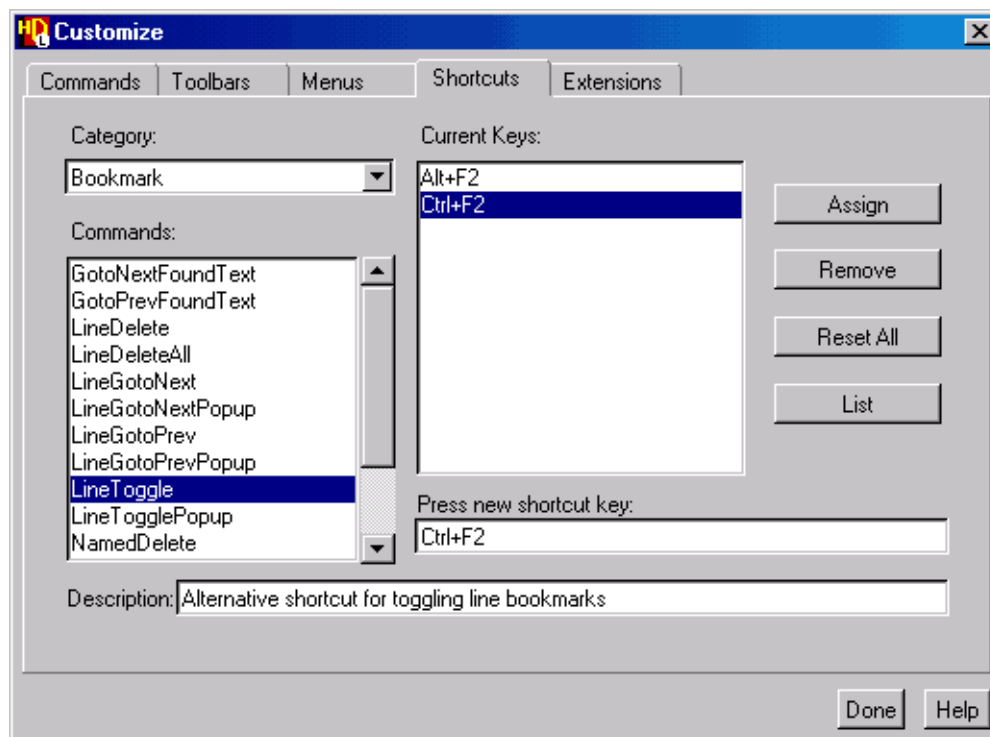 HD L Customize
Commands Toolbars Menus Shortcuts Extensions
Category:
Bookmark
Commands:
GotoNextFoundText
GotoPrevFoundText
LineDelete
LineDeleteAll
LineGotoNext
LineGotoNextPopup
LineGotoPrev
LineGotoPrevPopup
LineToggle
LineTogglePopup
NamedDelete
Current Keys:
Alt+F2
Ctrl+F2
Press new shortcut key:
Ctrl+F2
Assign
Remove
Reset All
List
Description: Alternative shortcut for toggling line bookmarks
Done Help